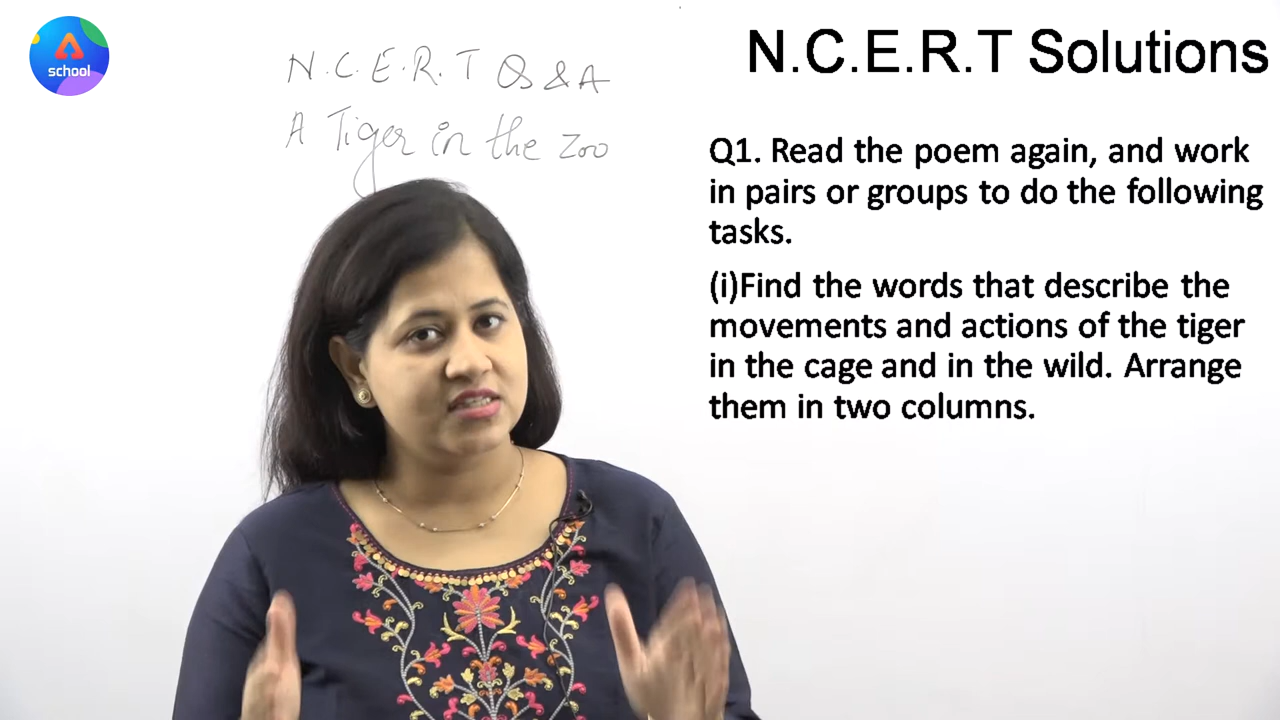 school
N.C.E.R.T Qs & A
A Tiger in the Zoo
N.C.E.R.T Solutions
Q1. Read the poem again, and work
in pairs or groups to do the following
tasks.
(i)Find the words that describe the
movements and actions of the tiger
in the cage and in the wild. Arrange
them in two columns.